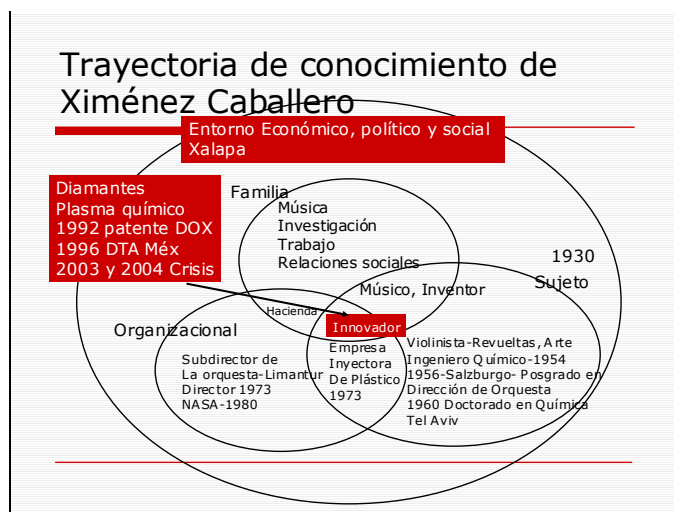 Trayectoria de conocimiento de
Ximénez Caballero
Entorno Económico, político y social
Xalapa
Diamantes
Plasma químico
1992 patente DOX
1996 DTA Méx
2003 y 2004 Crisis
Familia
Música
Investigación
Trabajo
Relaciones sociales
1930
Sujeto
Músico, Inventor
Hacienda
Organizacional
Innovador
Subdirector de
La orquesta-Limantur
Director 1973
NASA-1980
Empresa
Inyectora
De Plástico
1973
Violinista-Revueltas, Arte
Ingeniero Químico-1954
1956-Salzburgo- Posgrado en
Dirección de Orquesta
1960 Doctorado en Química
Tel Aviv